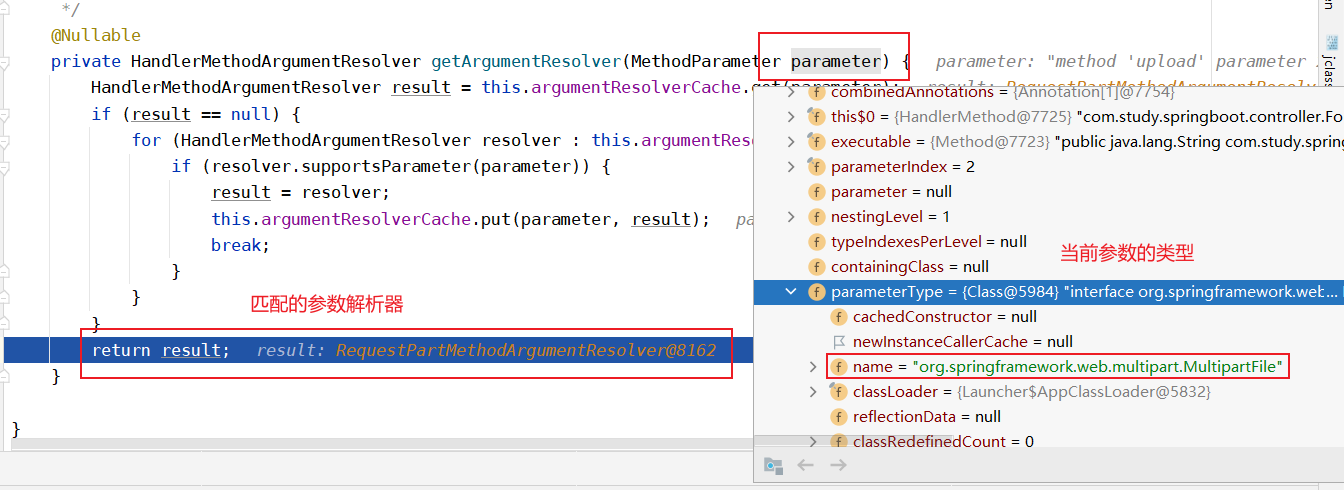 */
@Nullable
private HandlerMethodArgumentResolver getArgumentResolver(MethodParameter parameter) { parameter: "method 'upload' parameter
HandlerMethodArgumentResolver result = this.argumentResolverCache.get(parameter); result: RequestPartMethodArgumentResolv
if (result == null) {
for (HandlerMethodArgumentResolver resolver : this.argumentReso
if (resolver.supportsParameter(parameter)) {
result = resolver;
this.argumentResolverCache.put(parameter, result); pa
break;
}
}
}
return result; result: RequestPartMethodArgumentResolver@8162
}
}
匹配的参数解析器
combinedAnnotations = {Annotation[1]@7754}
this$0 = {HandlerMethod@7725} "com.study.springboot.controller.Fo
executable = {Method@7723} "public java.lang.String com.study.spring
parameterIndex = 2
parameter = null
nestingLevel = 1
typeIndexesPerLevel = null
containingClass = null
当前参数的类型
parameterType = {Class@5984} "interface org.springframework.web...
cachedConstructor = null
newInstanceCallerCache = null
name = "org.springframework.web.multipart.MultipartFile"
classLoader = {Launcher$AppClassLoader@5832}
reflectionData = null
classRedefinedCount = 0
jclass